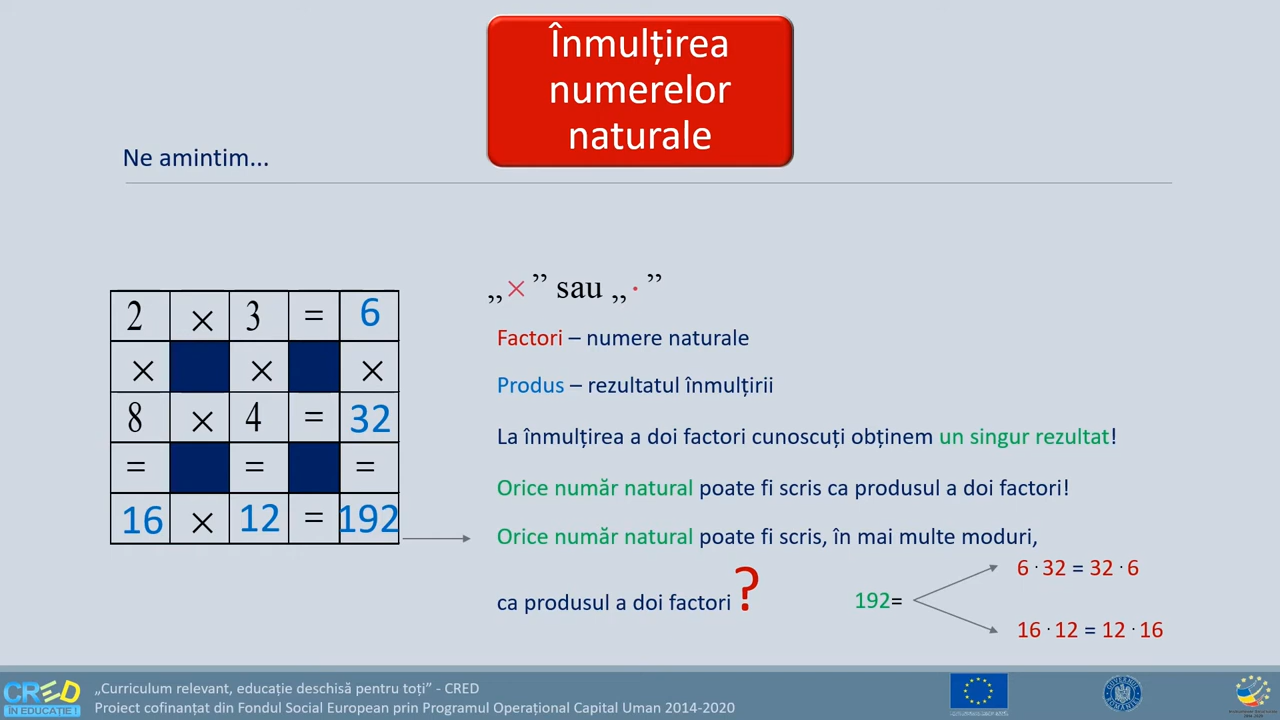 Înmulțirea
numerelor
naturale
Ne amintim...
2 × 3 = 6
× × ×
8 × 4 = 32
= = =
16 × 12 = 192
„×” sau „·”
Factori – numere naturale
Produs – rezultatul înmulțirii
La înmulțirea a doi factori cunoscuți obținem un singur rezultat!
Orice număr natural poate fi scris ca produsul a doi factori!
Orice număr natural poate fi scris, în mai multe moduri,
ca produsul a doi factori ?
6 · 32 = 32 · 6
192=
16 · 12 = 12 · 16
CRED
ÎN EDUCAȚIE !
„Curriculum relevant, educație deschisă pentru toți” - CRED
Proiect cofinanțat din Fondul Social European prin Programul Operațional Capital Uman 2014-2020